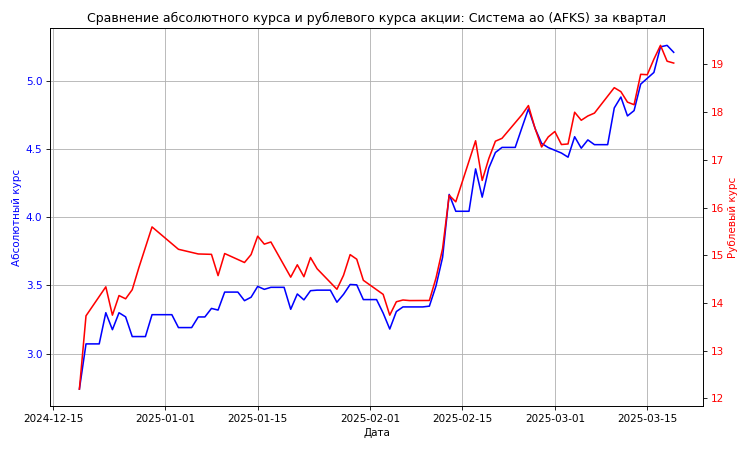 Сравнение абсолютного курса и рублевого курса акции: Система ао (AFKS) за квартал
Абсолютный курс
5.0
4.5
4.0
3.5
3.0
19
18
17
16
15
14
13
12
Рублевый курс
2024-12-15 2025-01-01 2025-01-15 2025-02-01 2025-02-15 2025-03-01 2025-03-15
Дата